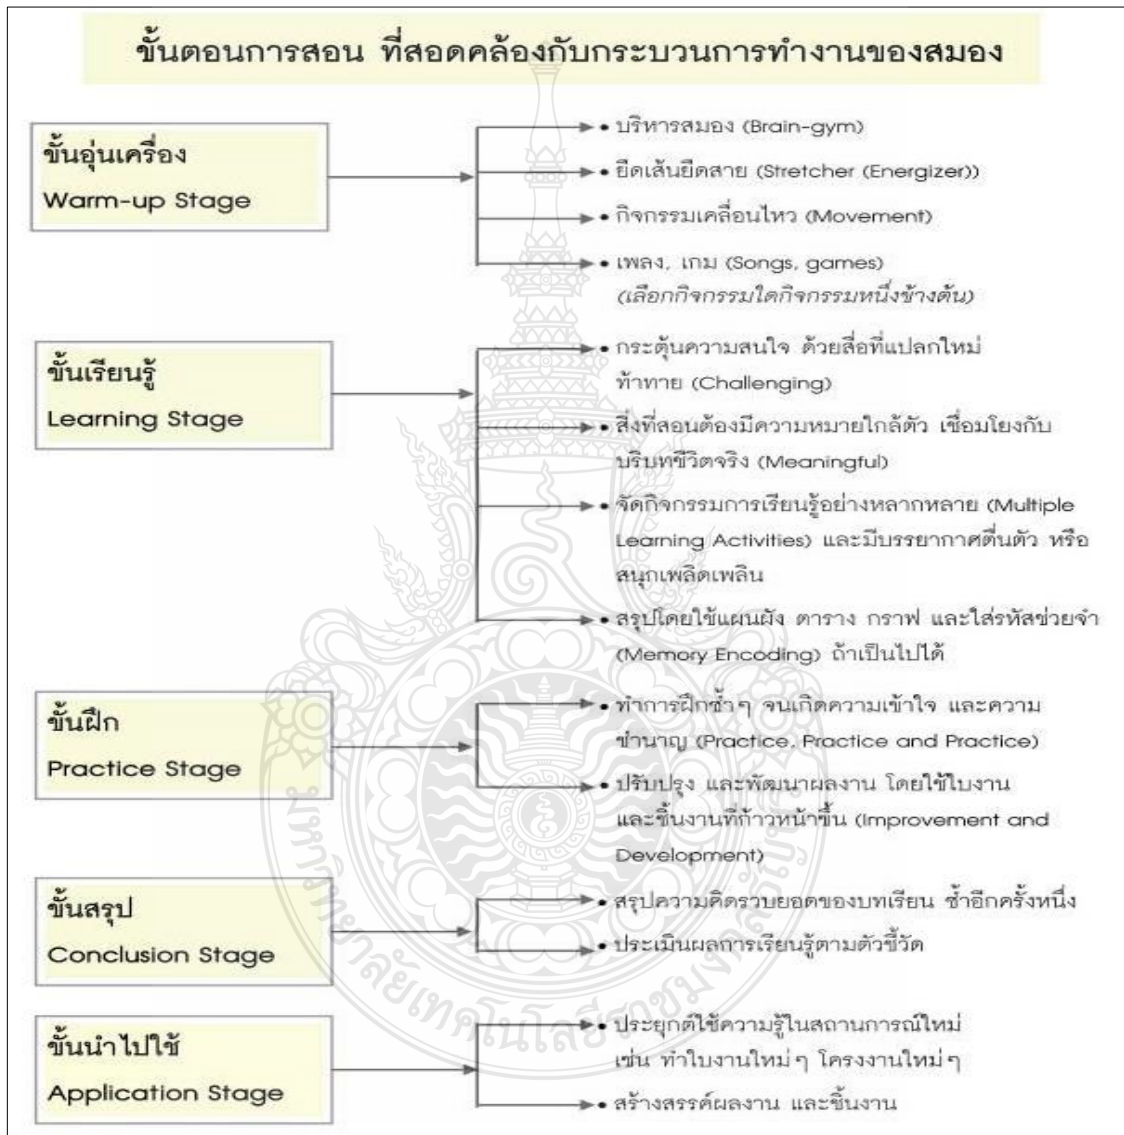 ขั้นตอนการสอน ที่สอดคล้องกับกระบวนการทำงานของสมอง
ขั้นอุ่นเครื่อง
Warm-up Stage
• บริหารสมอง (Brain-gym)
• ยืดเส้นยืดสาย (Stretcher (Energizer))
• กิจกรรมเคลื่อนไหว (Movement)
• เพลง, เกม (Songs, games)
(เลือกกิจกรรมใดกิจกรรมหนึ่งข้างต้น)
ขั้นเรียนรู้
Learning Stage
• กระตุ้นความสนใจ ด้วยสื่อที่แปลกใหม่
ท้าทาย (Challenging)
• สิ่งที่สอนต้องมีความหมายใกล้ตัว เชื่อมโยงกับ
บริบทชีวิตจริง (Meaningful)
• จัดกิจกรรมการเรียนรู้อย่างหลากหลาย (Multiple
Learning Activities) และมีบรรยากาศตื่นตัว หรือ
สนุกเพลิดเพลิน
• สรุปโดยใช้แผนผัง ตาราง กราฟ และใส่รหัสช่วยจำ
(Memory Encoding) ถ้าเป็นไปได้
ขั้นฝึก
Practice Stage
• ทำการฝึกซ้ำๆ จนเกิดความเข้าใจ และความ
ชำนาญ (Practice, Practice and Practice)
• ปรับปรุง และพัฒนาผลงาน โดยใช้ใบงาน
และชิ้นงานที่ก้าวหน้าขึ้น (Improvement and
Development)
ขั้นสรุป
Conclusion Stage
• สรุปความคิดรวบยอดของบทเรียน ซ้ำอีกครั้งหนึ่ง
• ประเมินผลการเรียนรู้ตามตัวชี้วัด
ขั้นนำไปใช้
Application Stage
• ประยุกต์ใช้ความรู้ในสถานการณ์ใหม่
เช่น ทำใบงานใหม่ๆ โครงงานใหม่ๆ
• สร้างสรรค์ผลงาน และชิ้นงาน
มหาวิทยาลัยเทคโนโลยีราชมงคลธัญบุรี